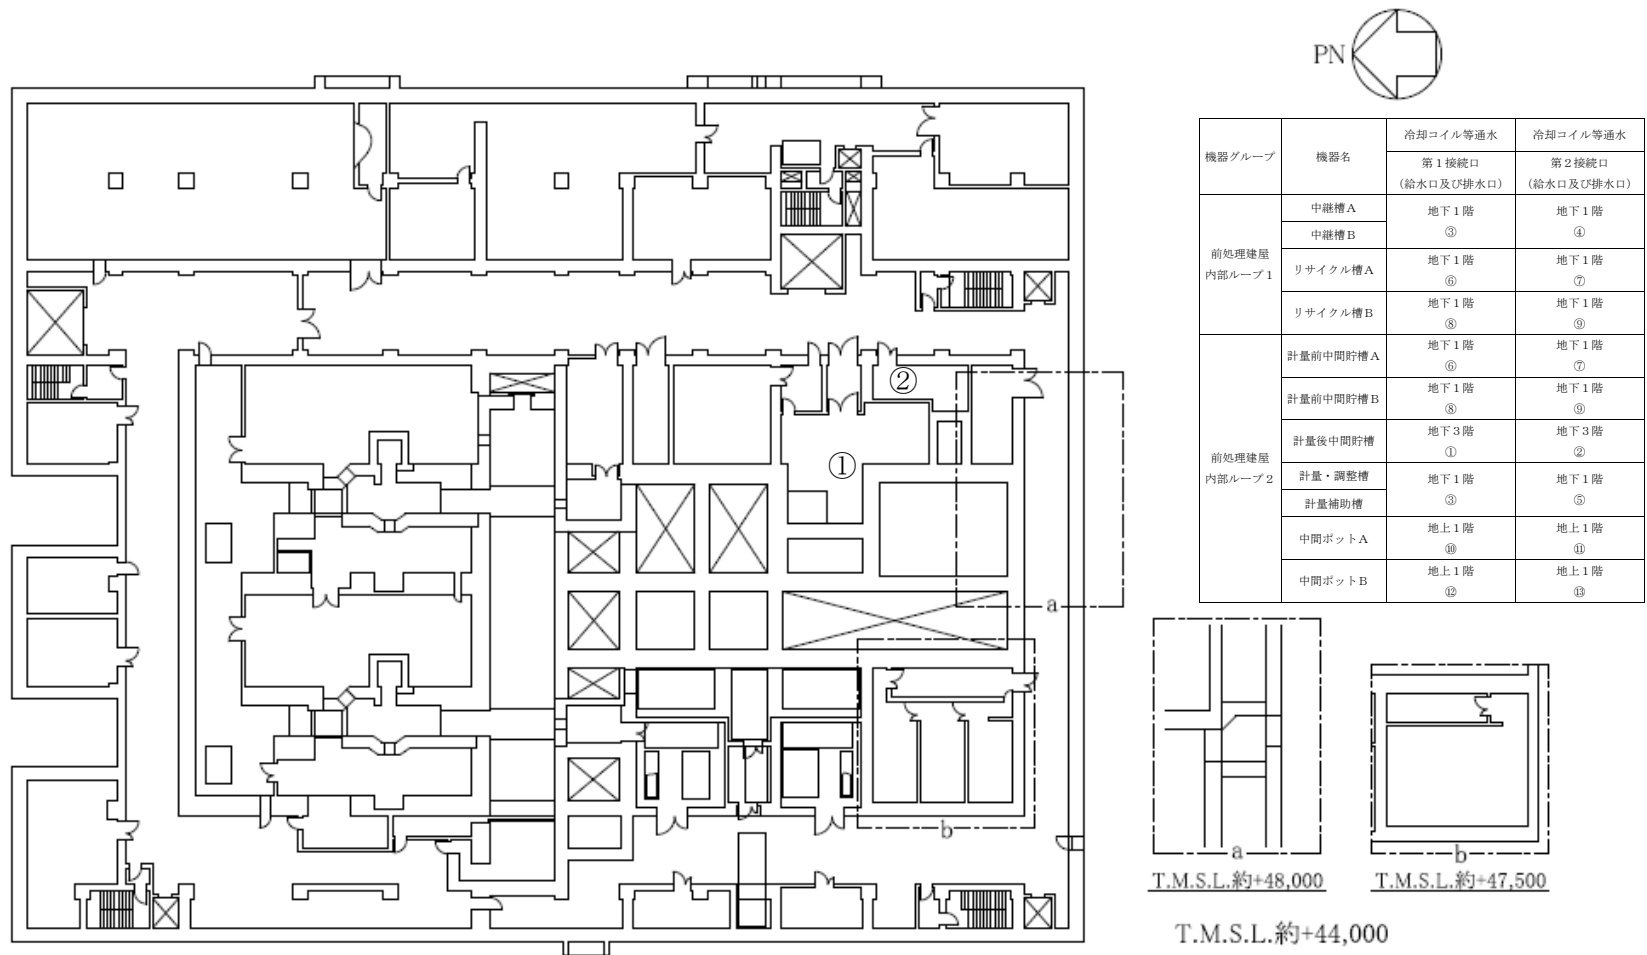 PN
機器グループ
機器名
冷却コイル等通水
冷却コイル等通水
第1接続口
(給水口及び排水口)
第2接続口
(給水口及び排水口)
前処理建屋
内部ループ1
中継槽A
中継槽B
地下1階
③
地下1階
④
リサイクル槽A
地下1階
⑥
地下1階
⑦
リサイクル槽B
地下1階
⑧
地下1階
⑨
前処理建屋
内部ループ2
計量前中間貯槽A
地下1階
⑥
地下1階
⑦
計量前中間貯槽B
地下1階
⑧
地下1階
⑨
計量後中間貯槽
地下3階
①
地下3階
②
計量・調整槽
計量補助槽
地下1階
③
地下1階
⑤
中間ポットA
地上1階
⑩
地上1階
⑪
中間ポットB
地上1階
⑫
地上1階
⑬
②
①
a
b
a
T.M.S.L.約+48,000
b
T.M.S.L.約+47,500
T.M.S.L.約+44,000